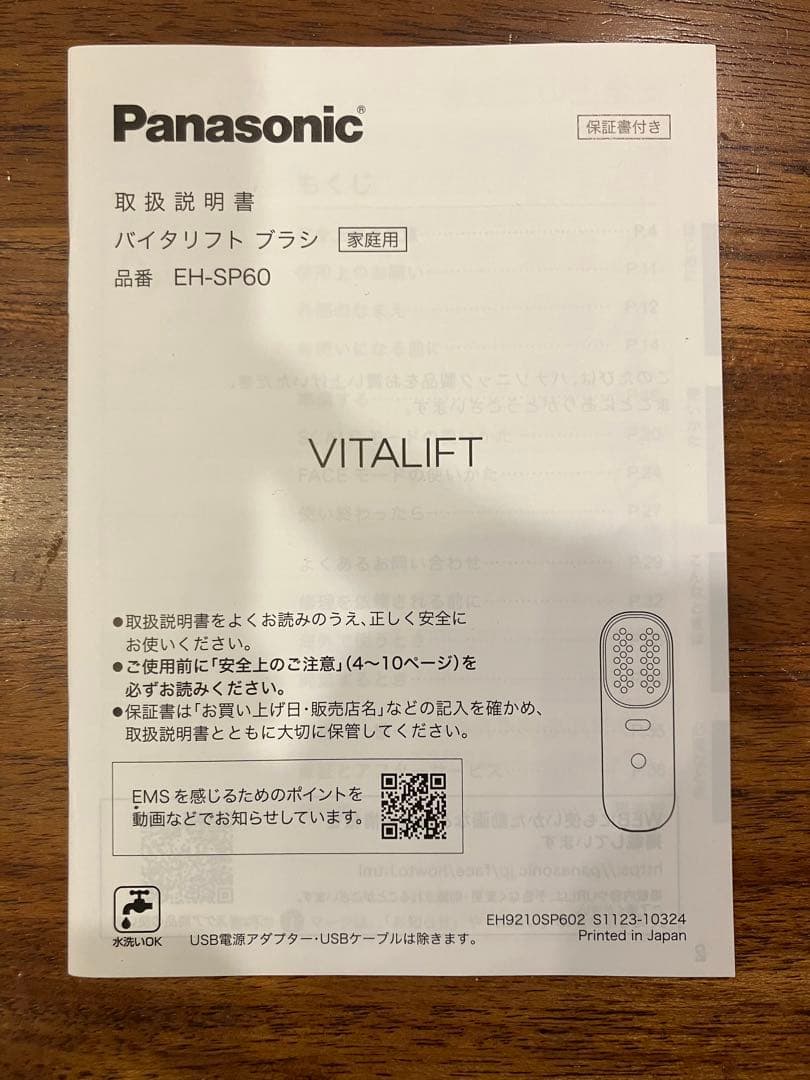 Panasonic®
保証書付き
取扱説明書
バイタリフト ブラシ 家庭用
品番 EH-SP60
VITALIFT
●取扱説明書をよくお読みのうえ、正しく安全に
お使いください。
●ご使用前に「安全上のご注意」(4～10ページ)を
必ずお読みください。
●保証書は「お買い上げ日・販売店名」などの記入を確かめ、
取扱説明書とともに大切に保管してください。
EMSを感じるためのポイントを
動画などでお知らせしています。
水洗いOK
USB電源アダプター・USBケーブルは除きます。
EH9210SP602 S1123-10324
Printed in Japan